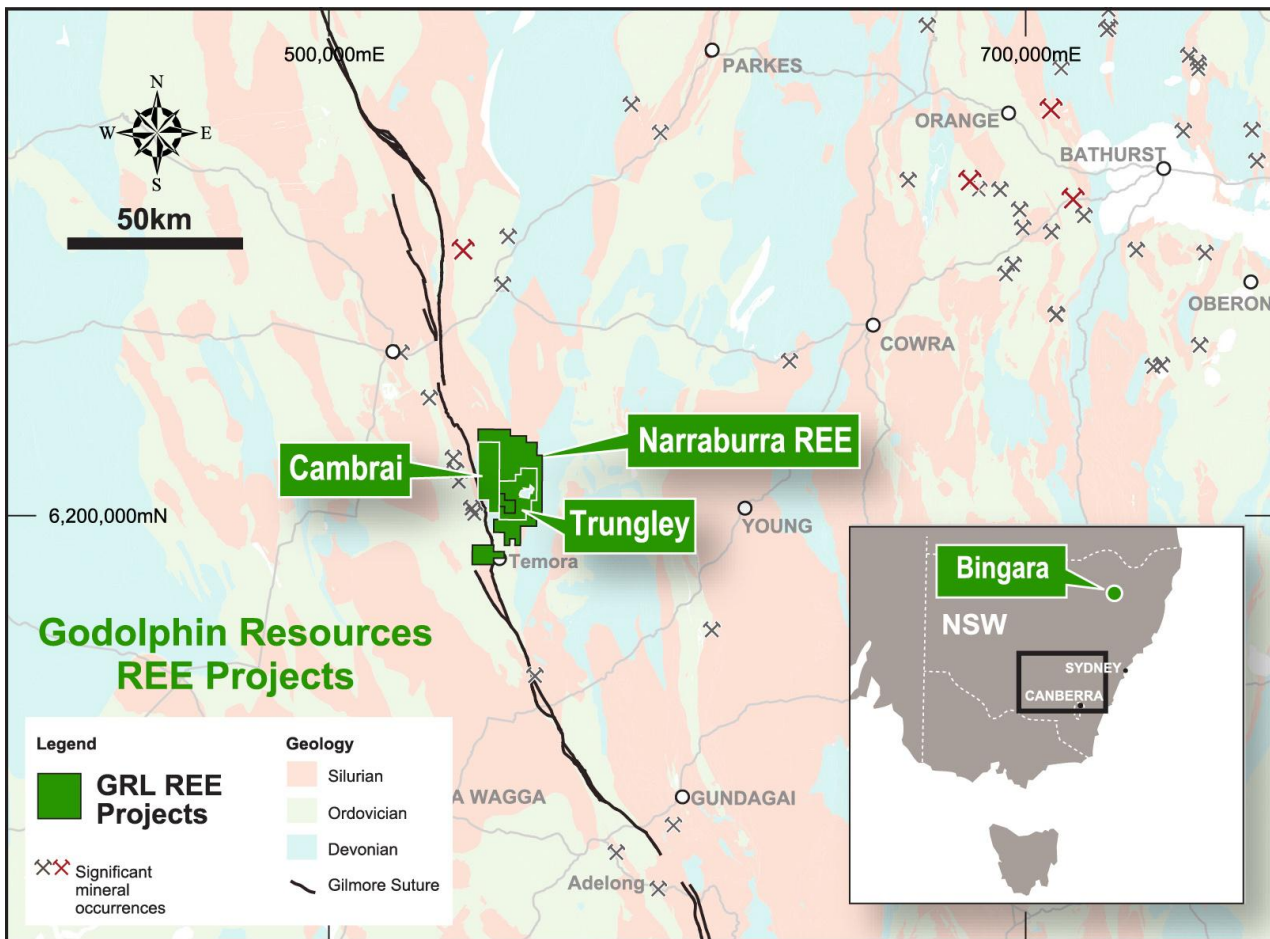 500,000mE
700,000mE
N
W
E
S
50km
PARKES
ORANGE
BATHURST
OBERON
COWRA
Narraburra REE
Cambrai
Trungley
6,200,000mN
YOUNG
Temora
Godolphin Resources
REE Projects
Bingara
NSW
SYDNEY
CANBERRA
Legend
GRL REE
Projects
Significant
mineral
occurrences
Geology
Silurian
Ordovician
Devonian
Gilmore Suture
A WAGGA
GUNDAGAI
Adelong